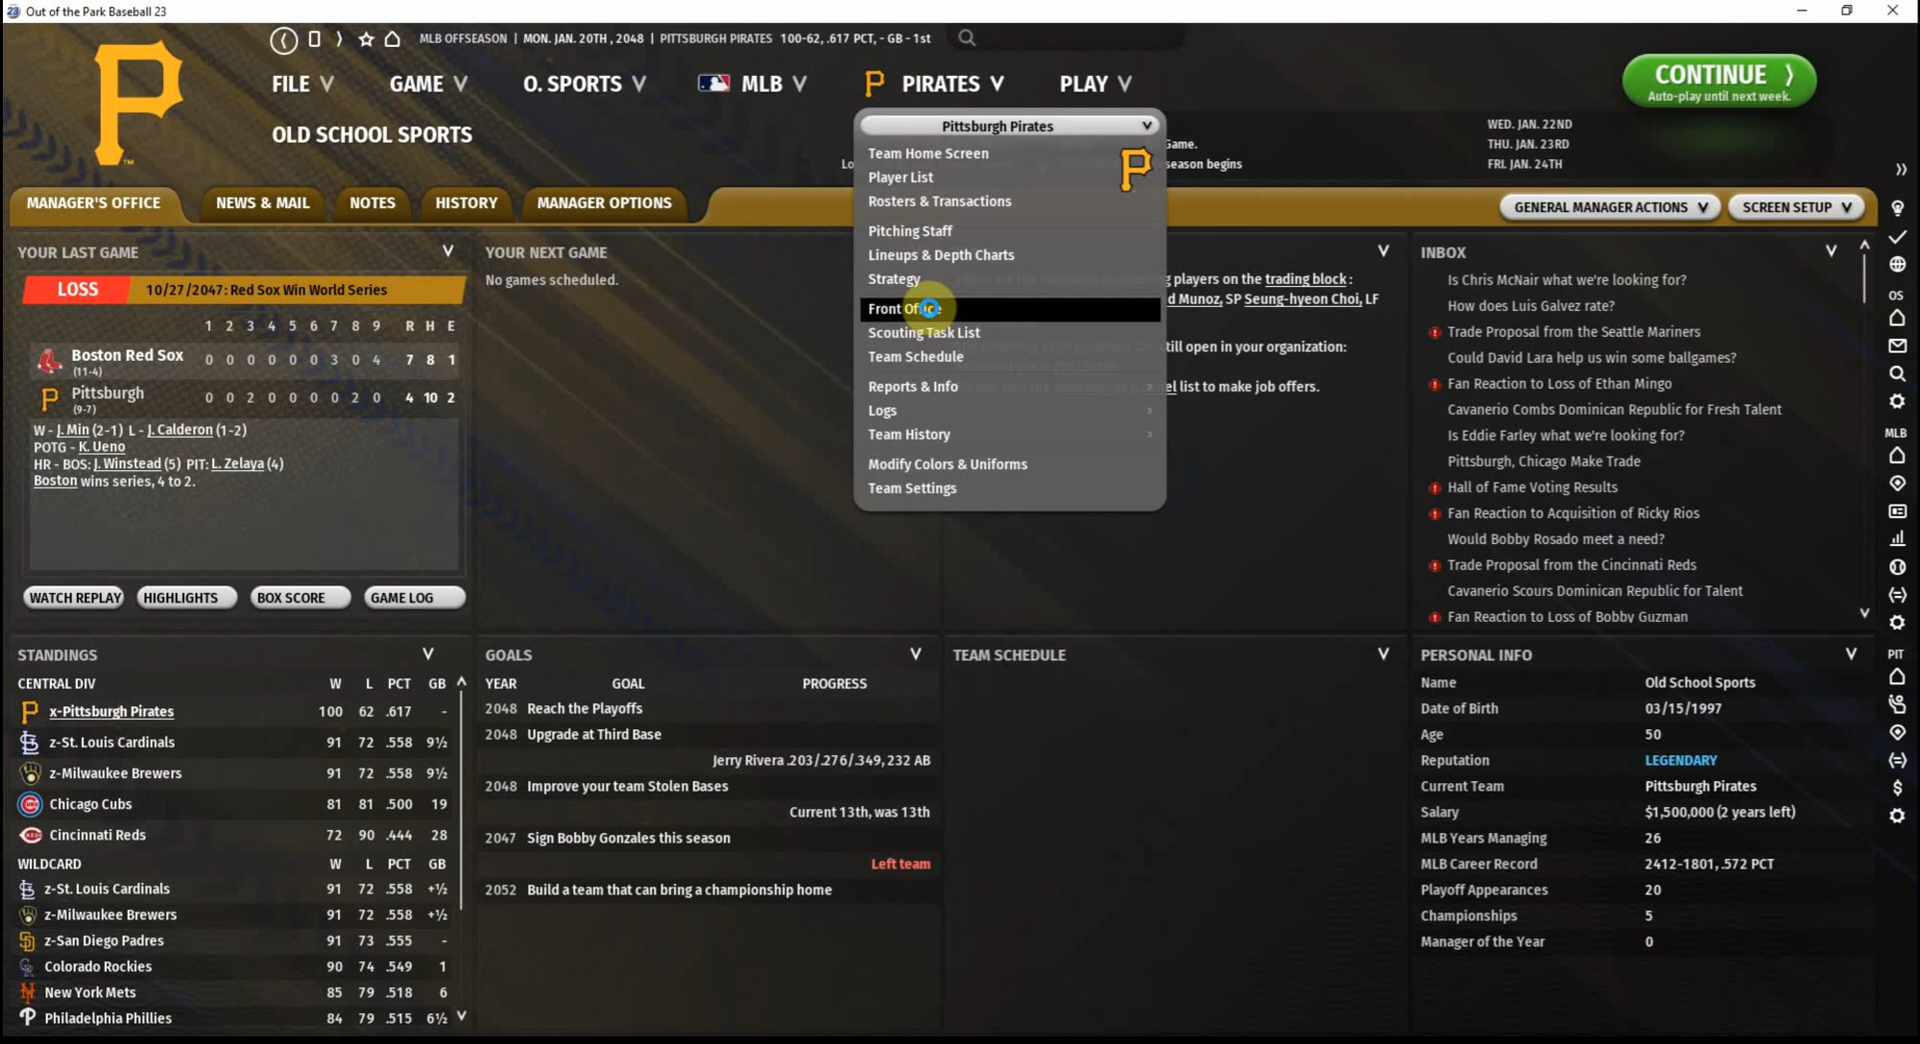 Out of the Park Baseball 23
MLB OFFSEASON | MON. JAN. 20TH , 2048 | PITTSBURGH PIRATES 100-62, .617 PCT, - GB - 1st
FILE GAME O. SPORTS MLB PIRATES PLAY
CONTINUE
Auto-play until next week.
OLD SCHOOL SPORTS
Pittsburgh Pirates
Team Home Screen
Player List
Rosters & Transactions
Pitching Staff
Lineups & Depth Charts
Strategy
Front Office
Scouting Task List
Team Schedule
Reports & Info
Logs
Team History
Modify Colors & Uniforms
Team Settings
Game.
season begins
WED. JAN. 22ND
THU. JAN. 23RD
FRI. JAN. 24TH
MANAGER'S OFFICE NEWS & MAIL NOTES HISTORY MANAGER OPTIONS
GENERAL MANAGER ACTIONS SCREEN SETUP
YOUR LAST GAME
LOSS 10/27/2047: Red Sox Win World Series
1 2 3 4 5 6 7 8 9 R H E
Boston Red Sox 0 0 0 0 0 0 3 0 4 7 8 1
(11-4)
Pittsburgh 0 0 2 0 0 0 0 2 0 4 10 2
(9-7)
W - J. Min (2-1) L - J. Calderon (1-2)
POTG - K. Ueno
HR - BOS: J. Winstead (5) PIT: L. Zelaya (4)
Boston wins series, 4 to 2.
WATCH REPLAY HIGHLIGHTS BOX SCORE GAME LOG
YOUR NEXT GAME
No games scheduled.
players on the trading block :
d Munoz, SP Seung-hyeon Choi, LF
still open in your organization:
list to make job offers.
INBOX
Is Chris McNair what we're looking for?
How does Luis Galvez rate?
Trade Proposal from the Seattle Mariners
Could David Lara help us win some ballgames?
Fan Reaction to Loss of Ethan Mingo
Cavanerio Combs Dominican Republic for Fresh Talent
Is Eddie Farley what we're looking for?
Pittsburgh, Chicago Make Trade
Hall of Fame Voting Results
Fan Reaction to Acquisition of Ricky Rios
Would Bobby Rosado meet a need?
Trade Proposal from the Cincinnati Reds
Cavanerio Scours Dominican Republic for Talent
Fan Reaction to Loss of Bobby Guzman
OS
MLB
PIT
STANDINGS
CENTRAL DIV W L PCT GB
x-Pittsburgh Pirates 100 62 .617 -
z-St. Louis Cardinals 91 72 .558 9½
z-Milwaukee Brewers 91 72 .558 9½
Chicago Cubs 81 81 .500 19
Cincinnati Reds 72 90 .444 28
WILDCARD W L PCT GB
z-St. Louis Cardinals 91 72 .558 +½
z-Milwaukee Brewers 91 72 .558 +½
z-San Diego Padres 91 73 .555 -
Colorado Rockies 90 74 .549 1
New York Mets 85 79 .518 6
Philadelphia Phillies 84 79 .515 6½
GOALS
YEAR GOAL PROGRESS
2048 Reach the Playoffs
2048 Upgrade at Third Base
Jerry Rivera .203/.276/.349, 232 AB
2048 Improve your team Stolen Bases
Current 13th, was 13th
2047 Sign Bobby Gonzales this season
Left team
2052 Build a team that can bring a championship home
TEAM SCHEDULE
PERSONAL INFO
Name Old School Sports
Date of Birth 03/15/1997
Age 50
Reputation LEGENDARY
Current Team Pittsburgh Pirates
Salary $1,500,000 (2 years left)
MLB Years Managing 26
MLB Career Record 2412-1801, .572 PCT
Playoff Appearances 20
Championships 5
Manager of the Year 0